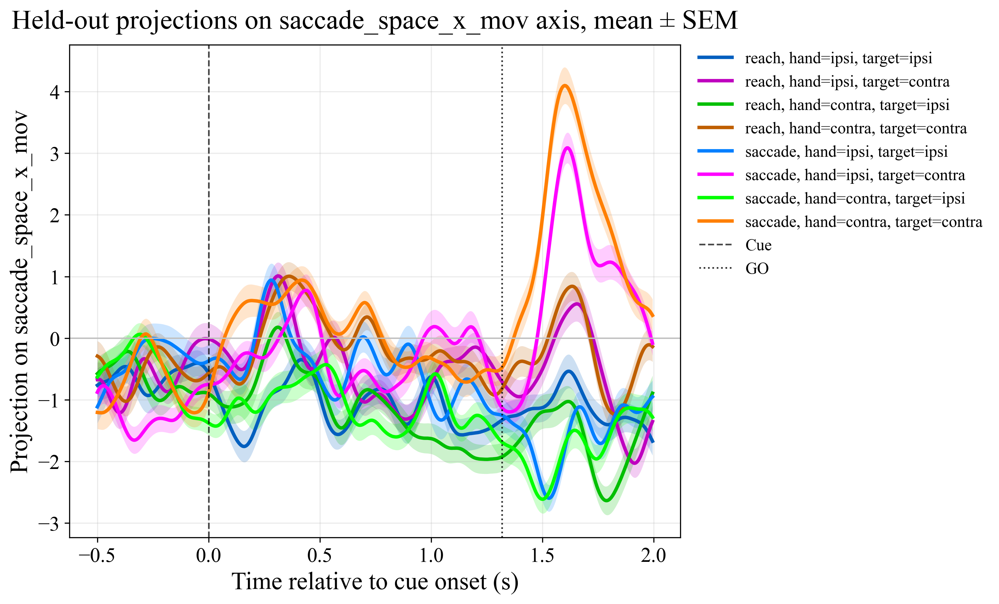 Held-out projections on saccade_space_x_mov axis, mean ± SEM
Projection on saccade_space_x_mov
4
3
2
1
0
−1
−2
−3
−0.5
0.0
0.5
1.0
1.5
2.0
Time relative to cue onset (s)
reach, hand=ipsi, target=ipsi
reach, hand=ipsi, target=contra
reach, hand=contra, target=ipsi
reach, hand=contra, target=contra
saccade, hand=ipsi, target=ipsi
saccade, hand=ipsi, target=contra
saccade, hand=contra, target=ipsi
saccade, hand=contra, target=contra
Cue
GO